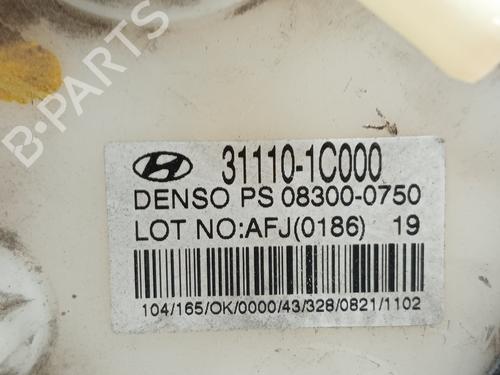 B-PARTS
31110-1C000
DENSO PS 08300-0750
LOT NO:AFJ(0186) 19
104/165/OK/0000/43/328/0821/1102